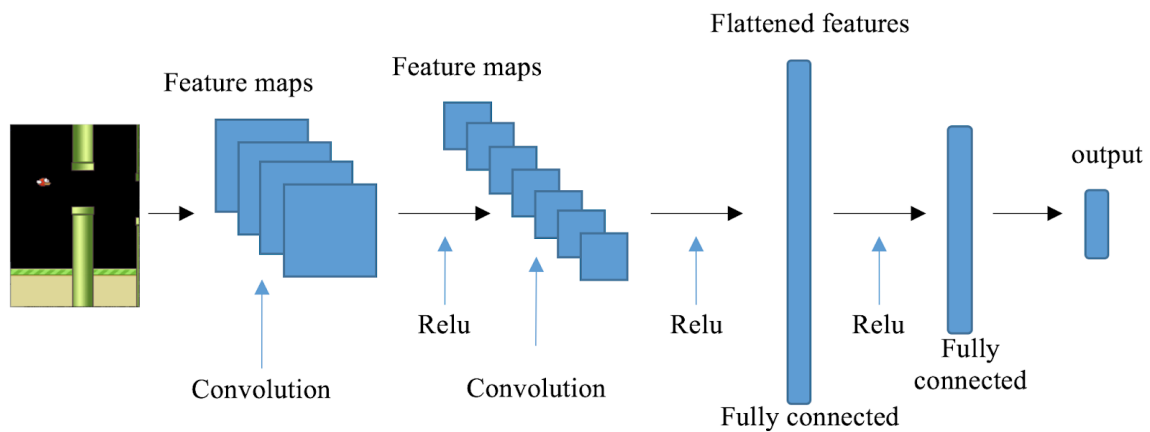 Flattened features
Feature maps
Feature maps
output
Relu
Relu
Relu
Convolution
Convolution
Fully connected
Fully
connected